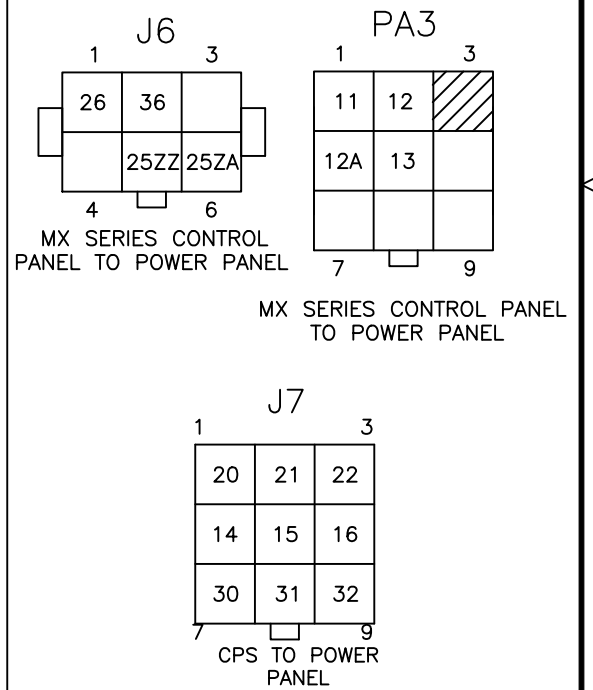 J6
1 3
26 36
25ZZ 25ZA
4 6
MX SERIES CONTROL
PANEL TO POWER PANEL
PA3
1 3
11 12
12A 13
7 9
MX SERIES CONTROL PANEL
TO POWER PANEL
J7
1 3
20 21 22
14 15 16
30 31 32
7 9
CPS TO POWER
PANEL